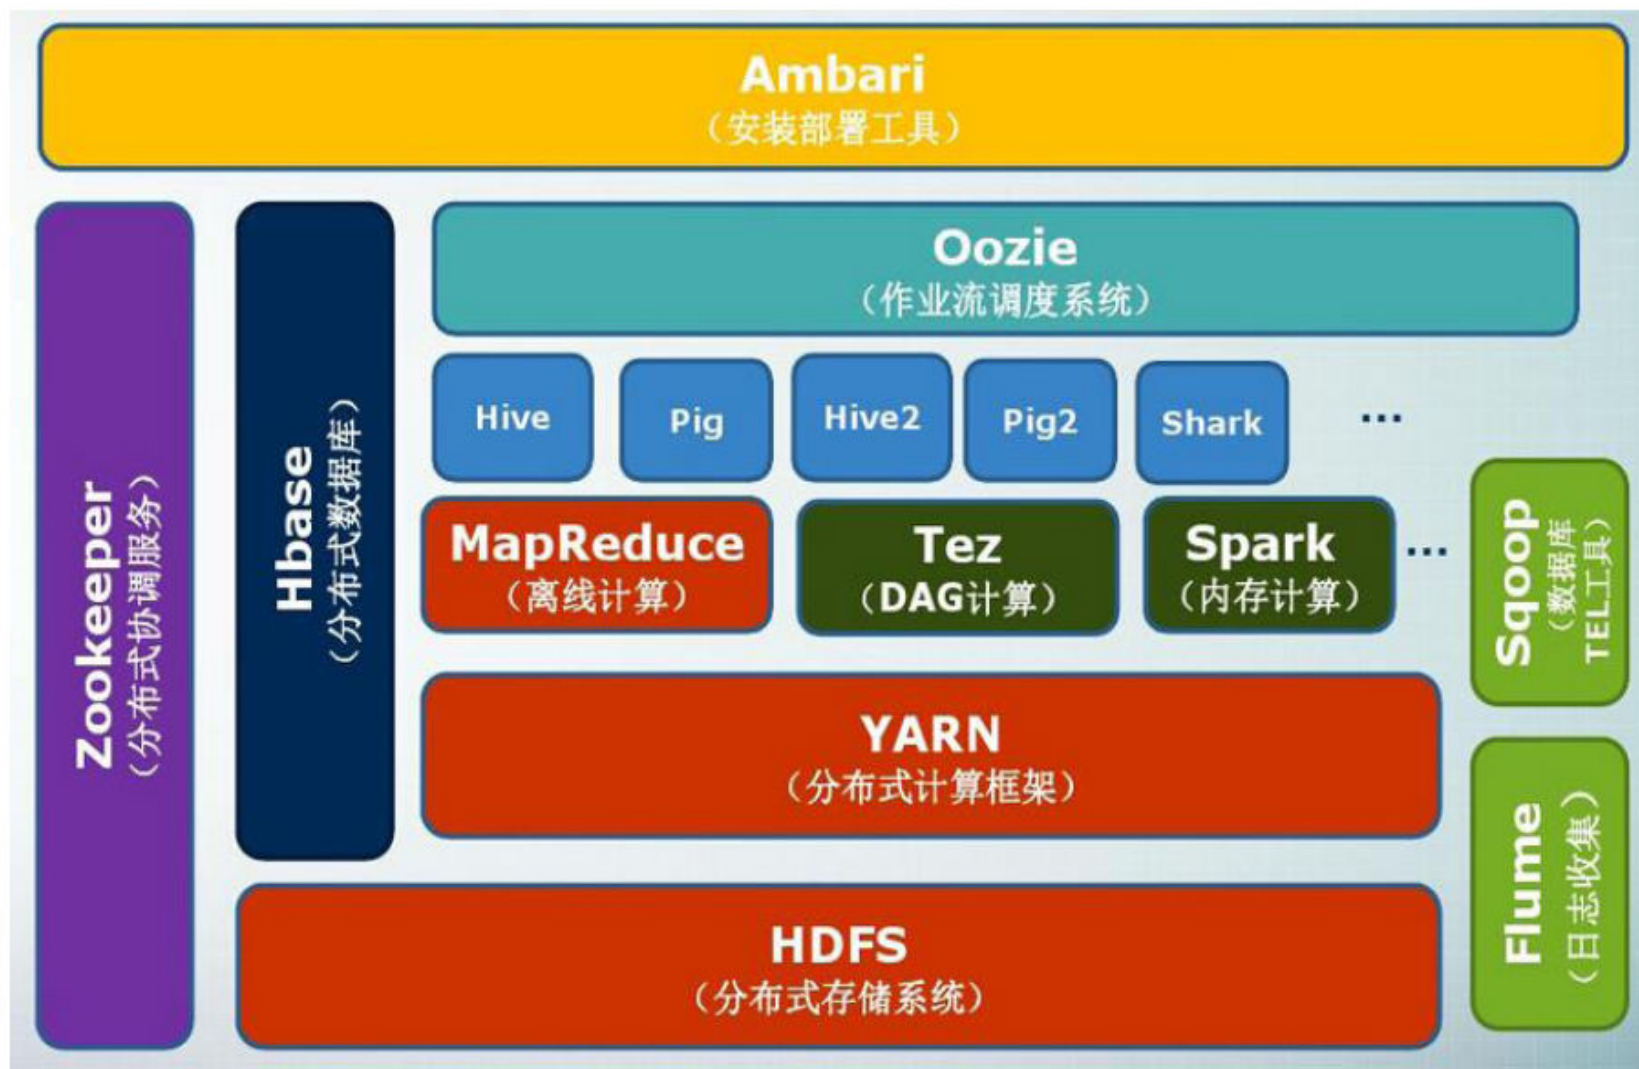 Ambari
（安装部署工具）
Zookeeper
（分布式协调服务）
Hbase
（分布式数据库）
Oozie
（作业流调度系统）
Hive
Pig
Hive2
Pig2
Shark
...
MapReduce
（离线计算）
Tez
（DAG计算）
Spark
（内存计算）
...
YARN
（分布式计算框架）
HDFS
（分布式存储系统）
Sqoop
（数据库
TEL工具）
Flume
（日志收集）